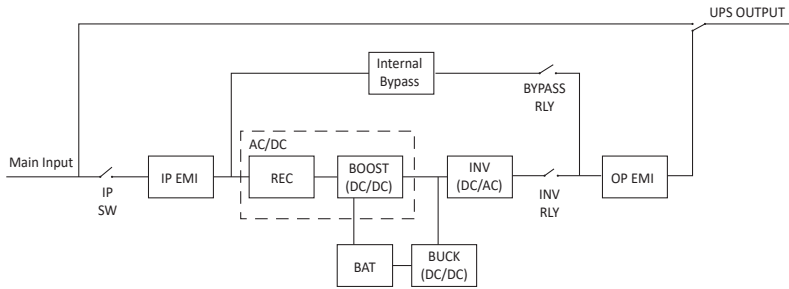 UPS OUTPUT
Internal
Bypass
BYPASS
RLY
AC/DC
Main Input
IP
SW
IP EMI
REC
BOOST
(DC/DC)
INV
(DC/AC)
INV
RLY
OP EMI
BAT
BUCK
(DC/DC)